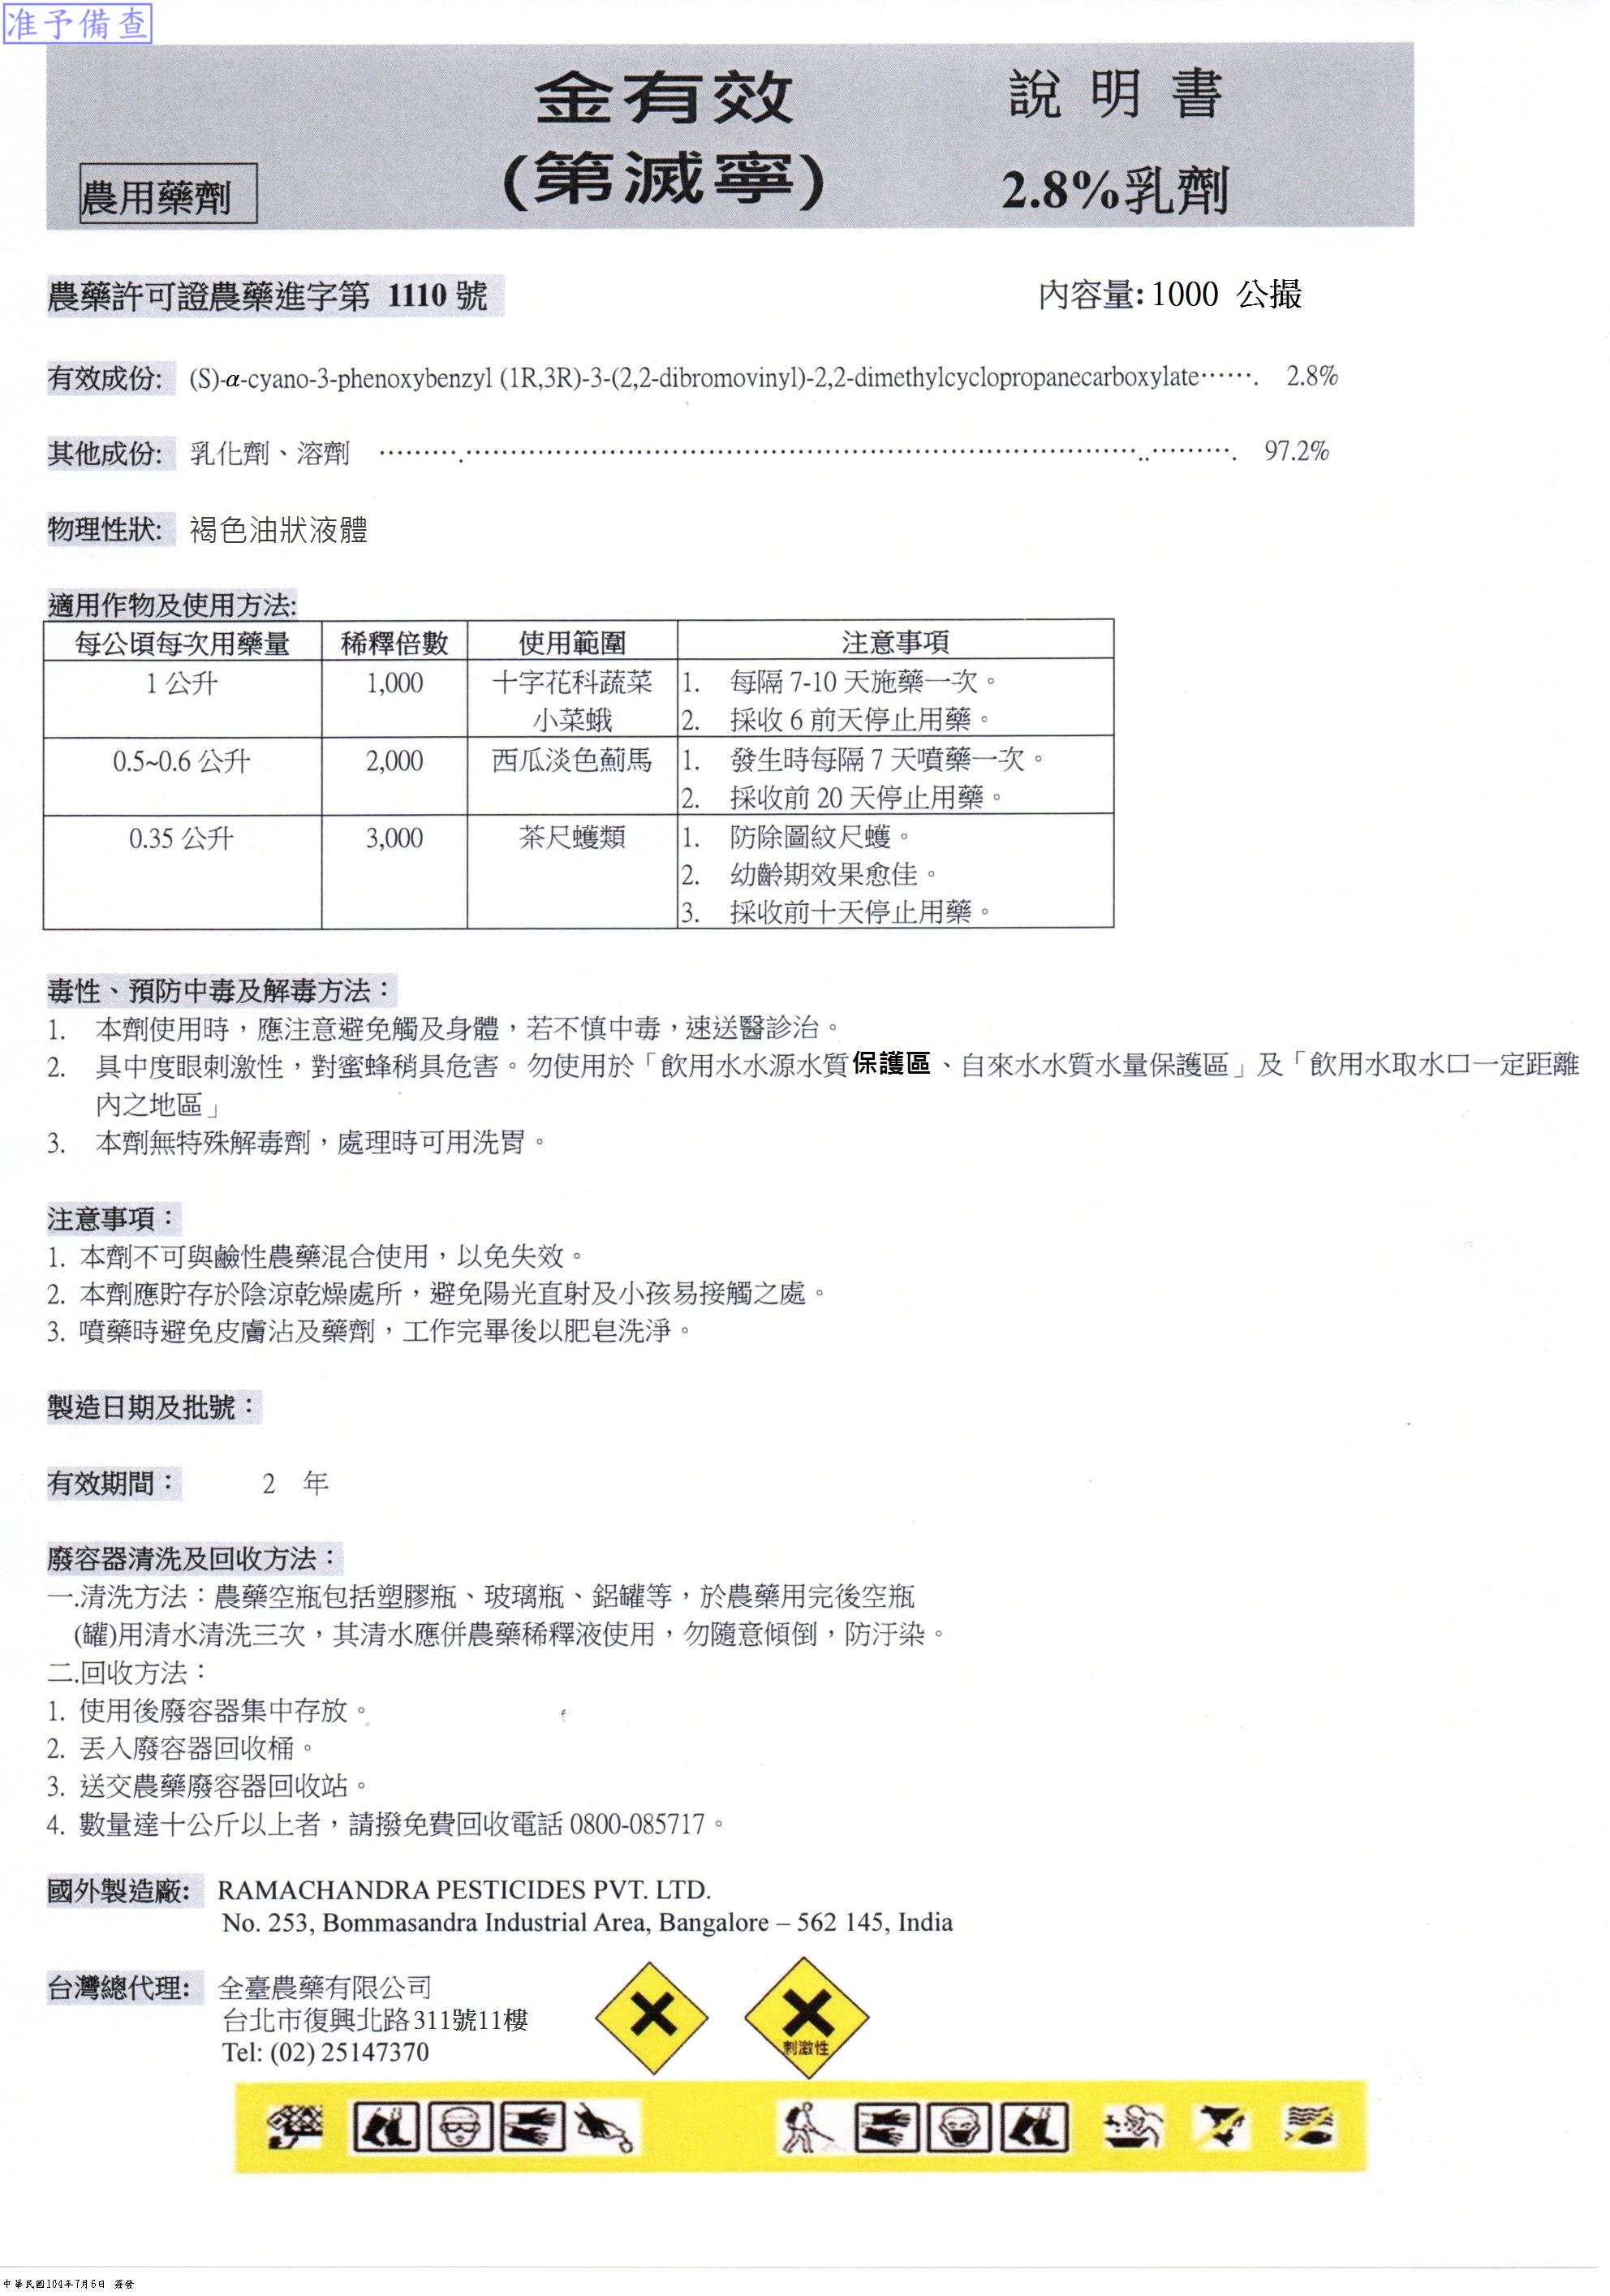 准予備查
金有效 說明書
農用藥劑 (第滅寧) 2.8%乳劑
農藥許可證農藥進字第 1110 號 內容量:1000 公撮
有效成份: (S)-α-cyano-3-phenoxybenzyl (1R,3R)-3-(2,2-dibromovinyl)-2,2-dimethylcyclopropanecarboxylate……. 2.8%
其他成份: 乳化劑、溶劑 ……….…………………………………………………………………..………. 97.2%
物理性狀: 褐色油狀液體
適用作物及使用方法:
每公頃每次用藥量 稀釋倍數 使用範圍 注意事項
1 公升 1,000 十字花科蔬菜 1. 每隔 7-10 天施藥一次。
小菜蛾 2. 採收 6 前天停止用藥。
0.5~0.6 公升 2,000 西瓜淡色薊馬 1. 發生時每隔 7 天噴藥一次。
2. 採收前 20 天停止用藥。
0.35 公升 3,000 茶尺蠖類 1. 防除圖紋尺蠖。
2. 幼齡期效果愈佳。
3. 採收前十天停止用藥。
毒性、預防中毒及解毒方法：
1. 本劑使用時，應注意避免觸及身體，若不慎中毒，速送醫診治。
2. 具中度眼刺激性，對蜜蜂稍具危害。勿使用於「飲用水水源水質保護區、自來水水質水量保護區」及「飲用水取水口一定距離
內之地區」
3. 本劑無特殊解毒劑，處理時可用洗胃。
注意事項：
1. 本劑不可與鹼性農藥混合使用，以免失效。
2. 本劑應貯存於陰涼乾燥處所，避免陽光直射及小孩易接觸之處。
3. 噴藥時避免皮膚沾及藥劑，工作完畢後以肥皂洗淨。
製造日期及批號：
有效期間： 2 年
廢容器清洗及回收方法：
一.清洗方法：農藥空瓶包括塑膠瓶、玻璃瓶、鋁罐等，於農藥用完後空瓶
(罐)用清水清洗三次，其清水應併農藥稀釋液使用，勿隨意傾倒，防汙染。
二.回收方法：
1. 使用後廢容器集中存放。
2. 丟入廢容器回收桶。
3. 送交農藥廢容器回收站。
4. 數量達十公斤以上者，請撥免費回收電話 0800-085717。
國外製造廠: RAMACHANDRA PESTICIDES PVT. LTD.
No. 253, Bommasandra Industrial Area, Bangalore – 562 145, India
台灣總代理: 全臺農藥有限公司
台北市復興北路311號11樓
Tel: (02) 25147370
刺激性
中華民國104年7月6日 簽發